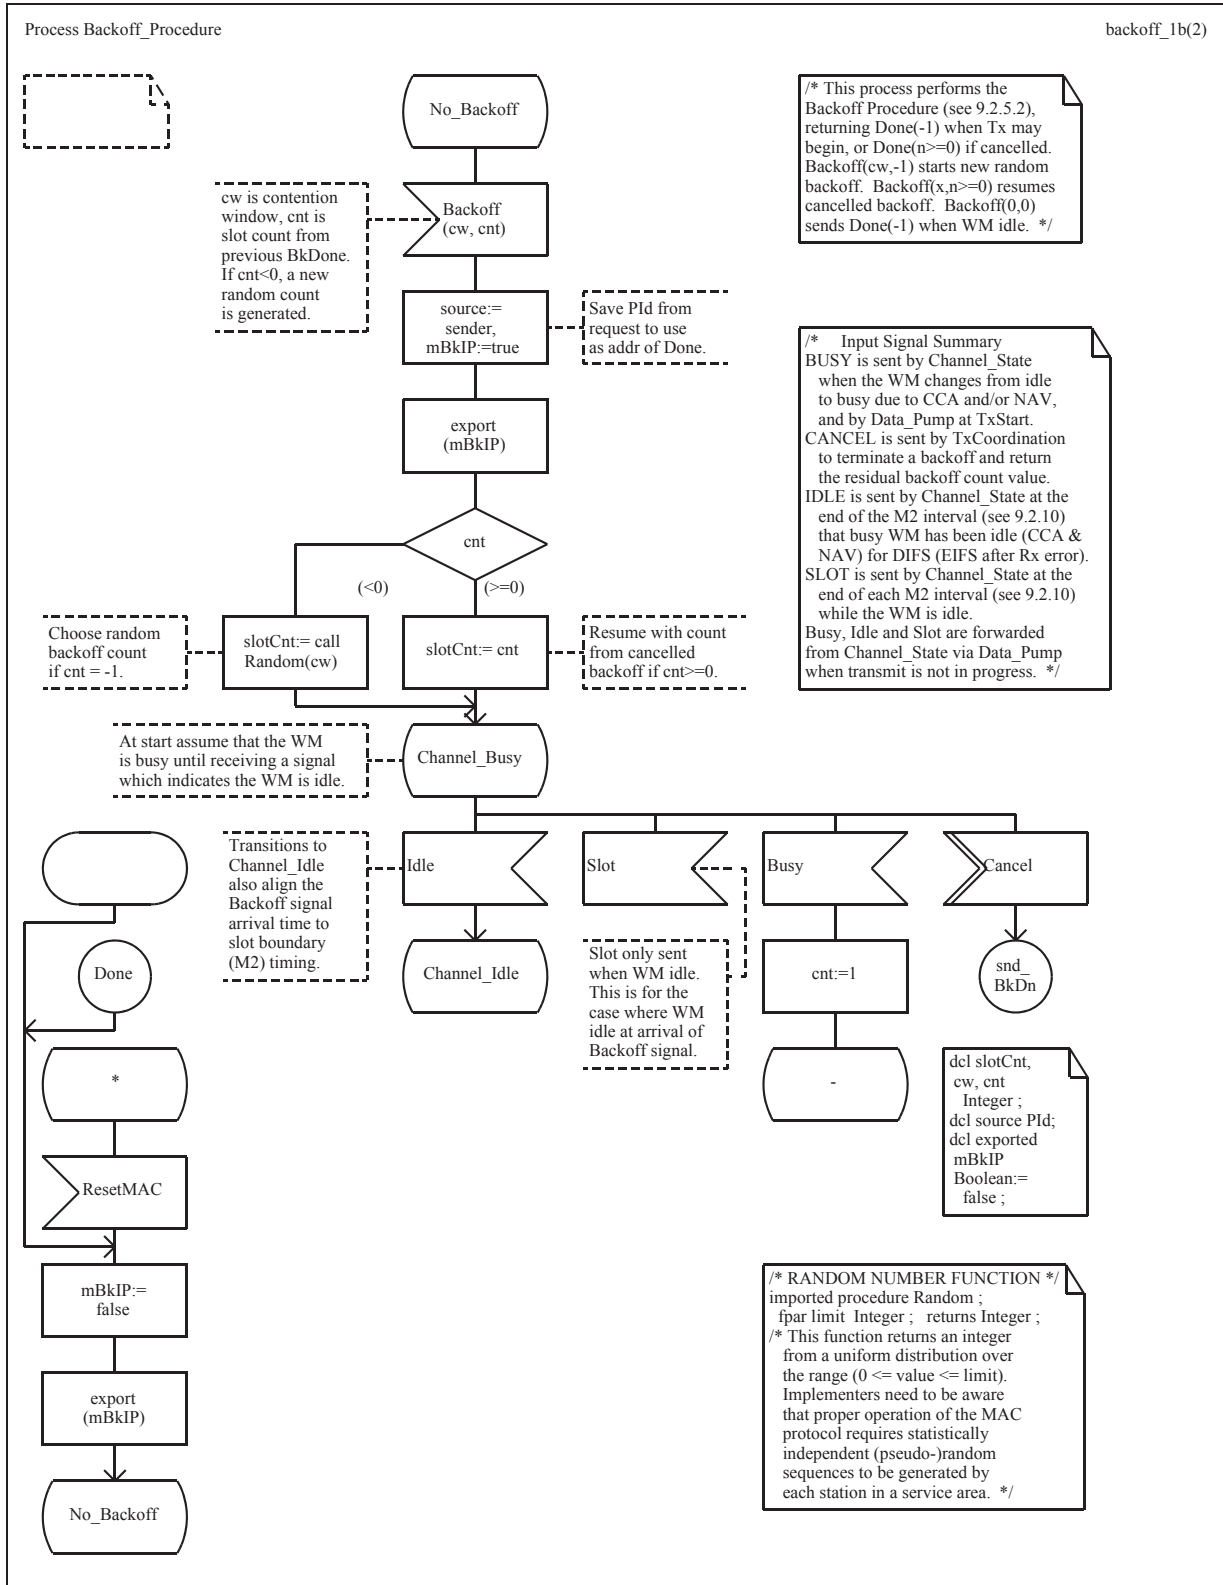 Process Backoff_Procedure
backoff_1b(2)
No_Backoff
/* This process performs the
Backoff Procedure (see 9.2.5.2),
returning Done(-1) when Tx may
begin, or Done(n>=0) if cancelled.
Backoff(cw,-1) starts new random
backoff. Backoff(x,n>=0) resumes
cancelled backoff. Backoff(0,0)
sends Done(-1) when WM idle. */
cw is contention
window, cnt is
slot count from
previous BkDone.
If cnt<0, a new
random count
is generated.
Backoff
(cw, cnt)
source:=
sender,
mBkIP:=true
Save PId from
request to use
as addr of Done.
/* Input Signal Summary
BUSY is sent by Channel_State
when the WM changes from idle
to busy due to CCA and/or NAV,
and by Data_Pump at TxStart.
CANCEL is sent by TxCoordination
to terminate a backoff and return
the residual backoff count value.
IDLE is sent by Channel_State at the
end of the M2 interval (see 9.2.10)
that busy WM has been idle (CCA &
NAV) for DIFS (EIFS after Rx error).
SLOT is sent by Channel_State at the
end of each M2 interval (see 9.2.10)
while the WM is idle.
Busy, Idle and Slot are forwarded
from Channel_State via Data_Pump
when transmit is not in progress. */
export
(mBkIP)
cnt
(<0)
(>=0)
Choose random
backoff count
if cnt = -1.
slotCnt:= call
Random(cw)
slotCnt:= cnt
Resume with count
from cancelled
backoff if cnt>=0.
At start assume that the WM
is busy until receiving a signal
which indicates the WM is idle.
Channel_Busy
Transitions to
Channel_Idle
also align the
Backoff signal
arrival time to
slot boundary
(M2) timing.
Idle
Slot
Busy
Cancel
Done
Channel_Idle
Slot only sent
when WM idle.
This is for the
case where WM
idle at arrival of
Backoff signal.
cnt:=1
snd_
BkDn
*
-
dcl slotCnt,
cw, cnt
Integer ;
dcl source PId;
dcl exported
mBkIP
Boolean:=
false ;
ResetMAC
mBkIP:=
false
/* RANDOM NUMBER FUNCTION */
imported procedure Random ;
fpar limit Integer ; returns Integer ;
/* This function returns an integer
from a uniform distribution over
the range (0 <= value <= limit).
Implementers need to be aware
that proper operation of the MAC
protocol requires statistically
independent (pseudo-)random
sequences to be generated by
each station in a service area. */
export
(mBkIP)
No_Backoff